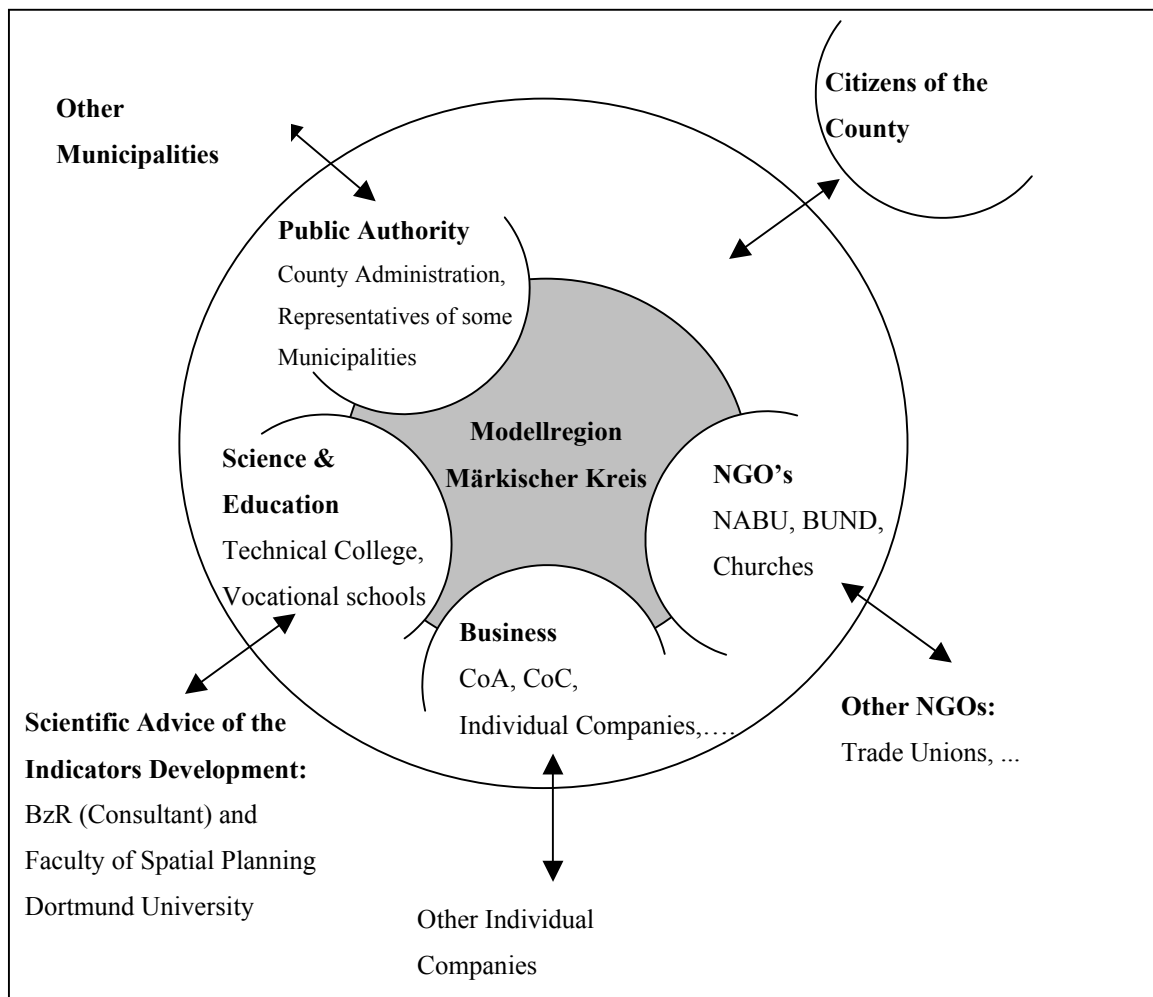 Other
Municipalities
Citizens of the
County
Public Authority
County Administration,
Representatives of some
Municipalities
Modellregion
Märkischer Kreis
Science &
Education
Technical College,
Vocational schools
NGO’s
NABU, BUND,
Churches
Business
CoA, CoC,
Individual Companies,….
Scientific Advice of the
Indicators Development:
BzR (Consultant) and
Faculty of Spatial Planning
Dortmund University
Other NGOs:
Trade Unions, ...
Other Individual
Companies